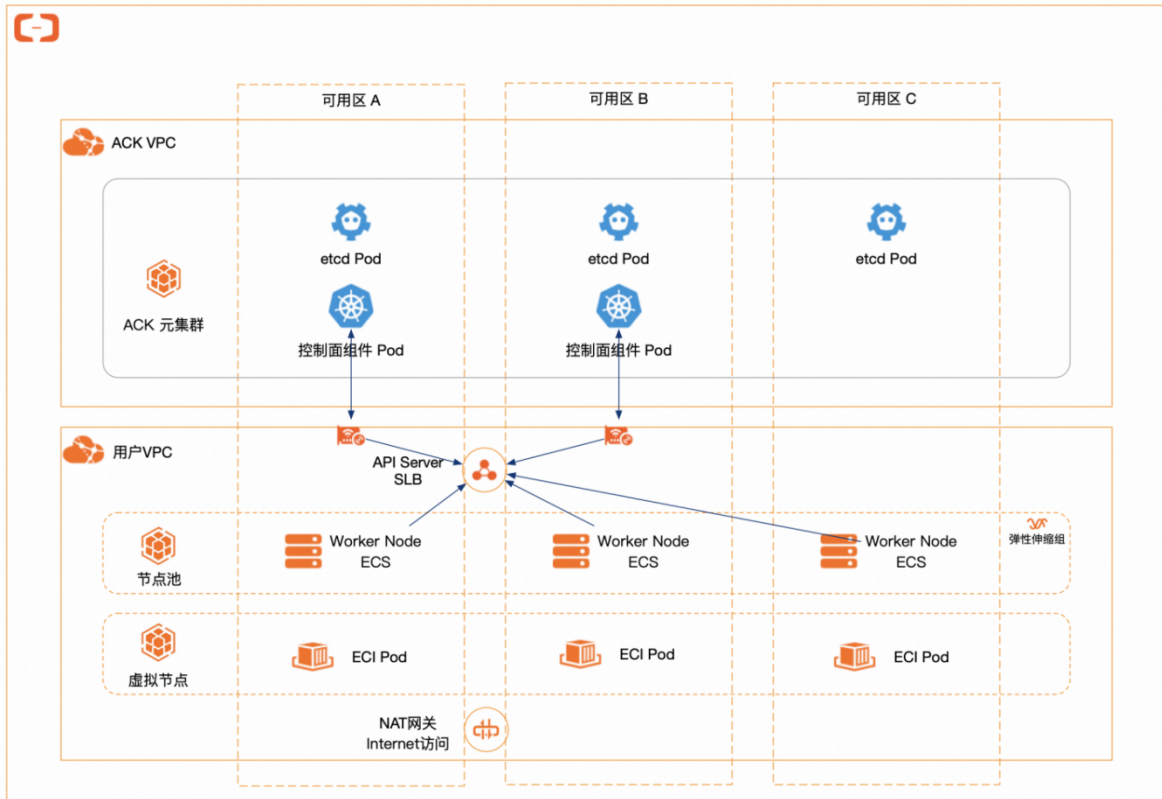 可用区 A
可用区 B
可用区 C
ACK VPC
etcd Pod
etcd Pod
etcd Pod
ACK 元集群
控制面组件 Pod
控制面组件 Pod
用户VPC
API Server
SLB
节点池
Worker Node
ECS
Worker Node
ECS
Worker Node
ECS
弹性伸缩组
虚拟节点
ECI Pod
ECI Pod
ECI Pod
NAT网关
Internet访问